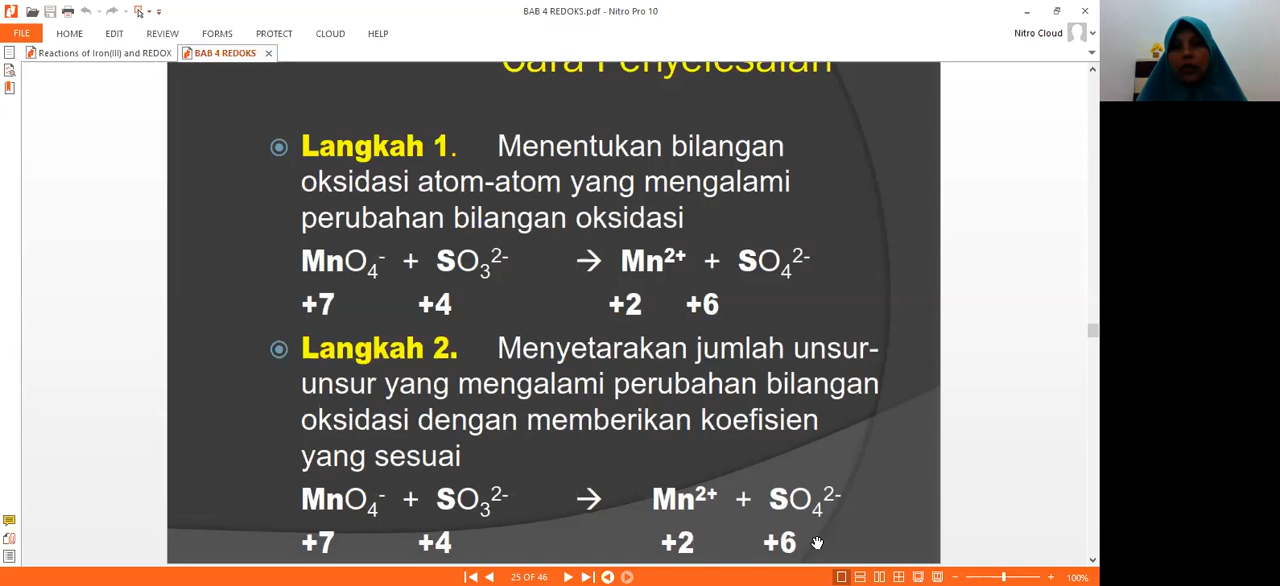 BAB 4 REDOKS.pdf - Nitro Pro 10
FILE HOME EDIT REVIEW FORMS PROTECT CLOUD HELP
Nitro Cloud
Reactions of Iron(III) and REDOX
BAB 4 REDOKS
Cara Penyelesaian
Langkah 1. Menentukan bilangan
oksidasi atom-atom yang mengalami
perubahan bilangan oksidasi
MnO₄⁻ + SO₃²⁻ → Mn²⁺ + SO₄²⁻
+7 +4 +2 +6
Langkah 2. Menyetarakan jumlah unsur-
unsur yang mengalami perubahan bilangan
oksidasi dengan memberikan koefisien
yang sesuai
MnO₄⁻ + SO₃²⁻ → Mn²⁺ + SO₄²⁻
+7 +4 +2 +6
25 OF 46
100%